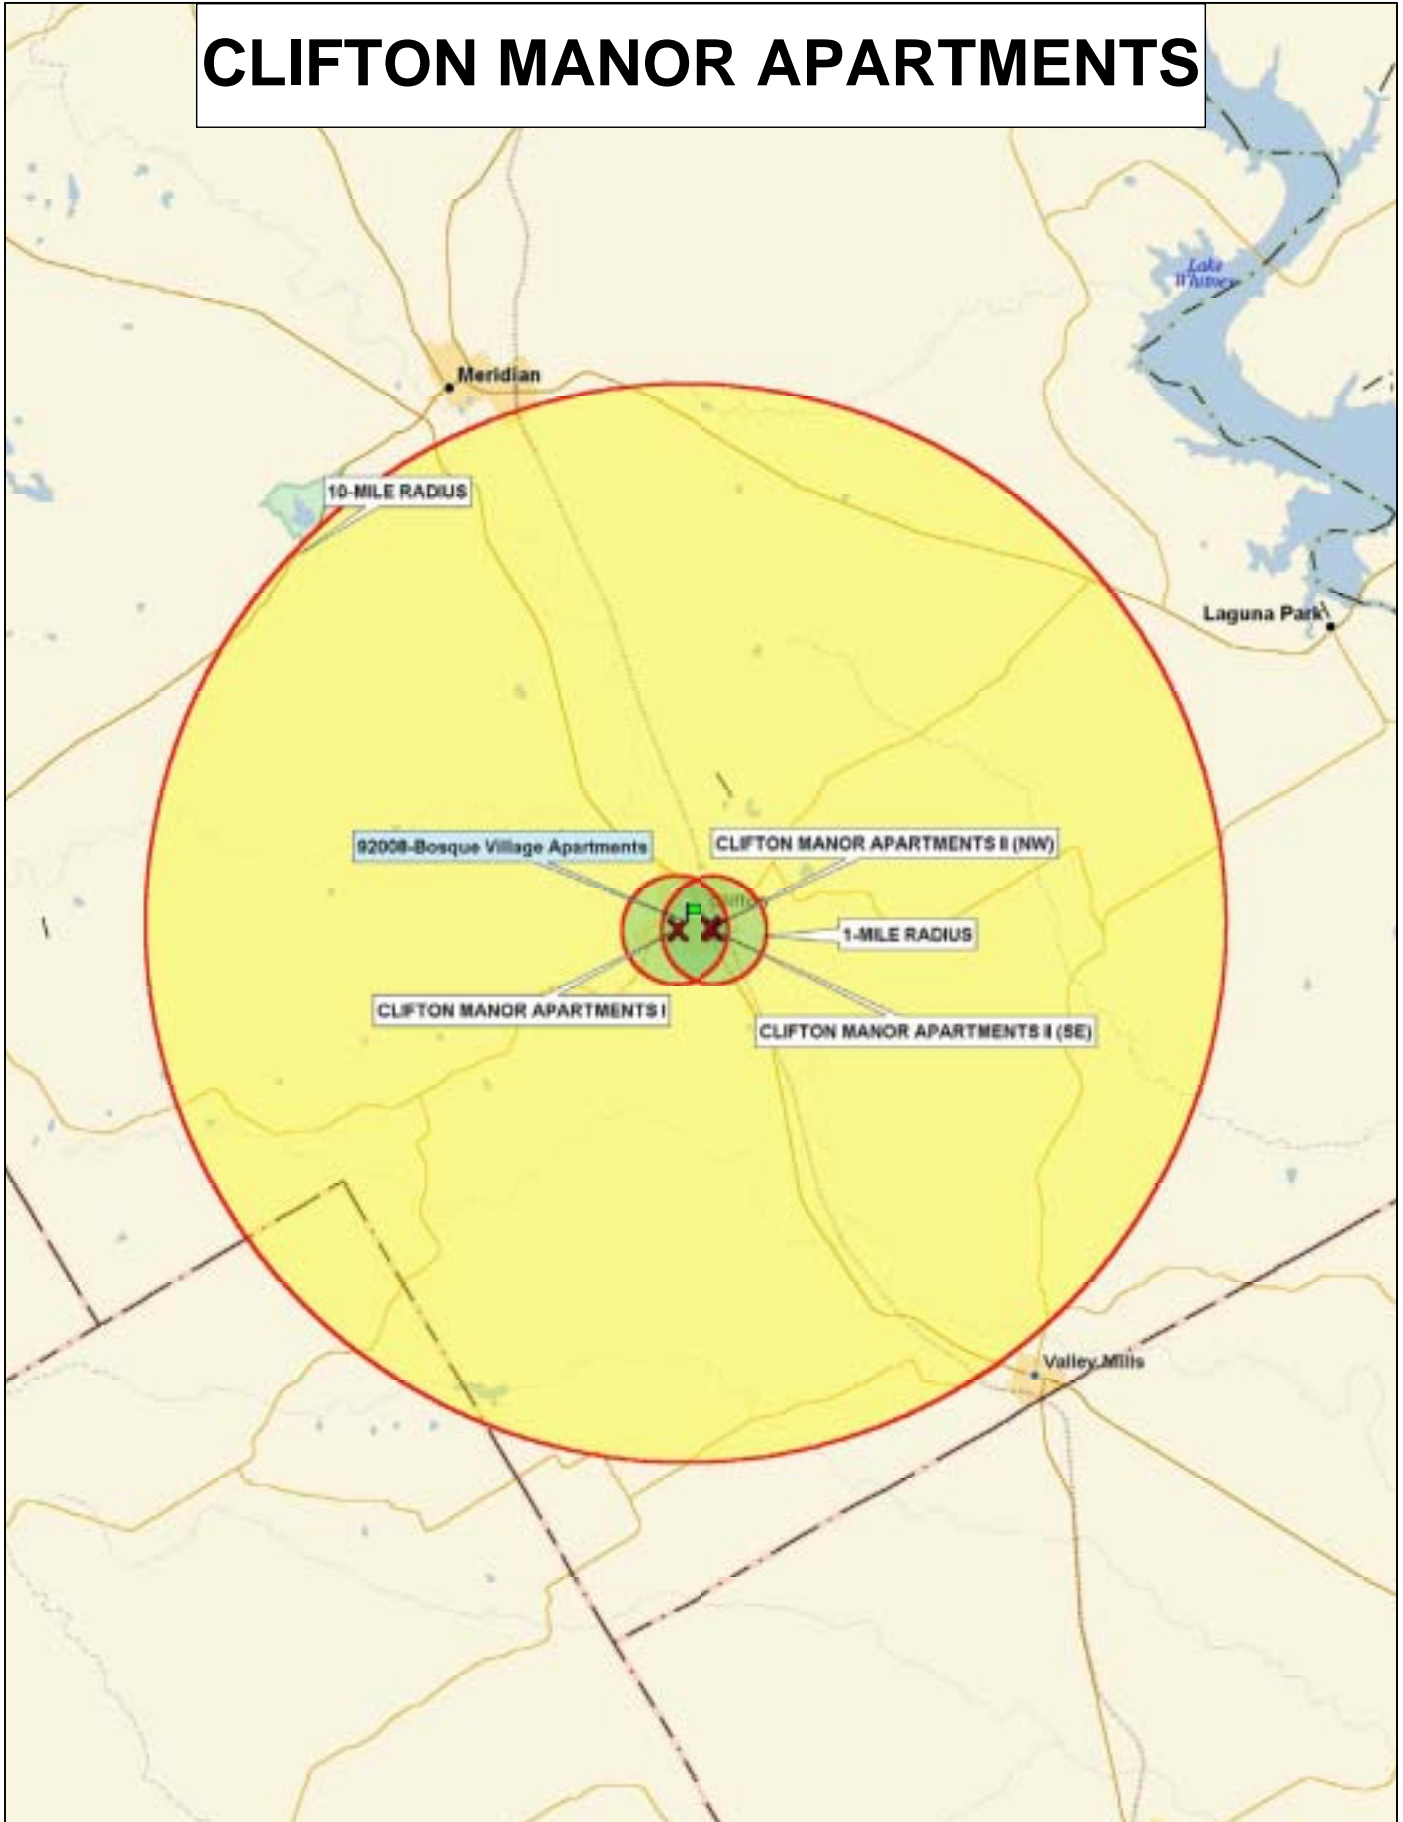 CLIFTON MANOR APARTMENTS
Lake
Whitney
Meridian
10-MILE RADIUS
Laguna Park
92008-Bosque Village Apartments
CLIFTON MANOR APARTMENTS II (NW)
Clifton
1-MILE RADIUS
CLIFTON MANOR APARTMENTS I
CLIFTON MANOR APARTMENTS II (SE)
Valley Mills